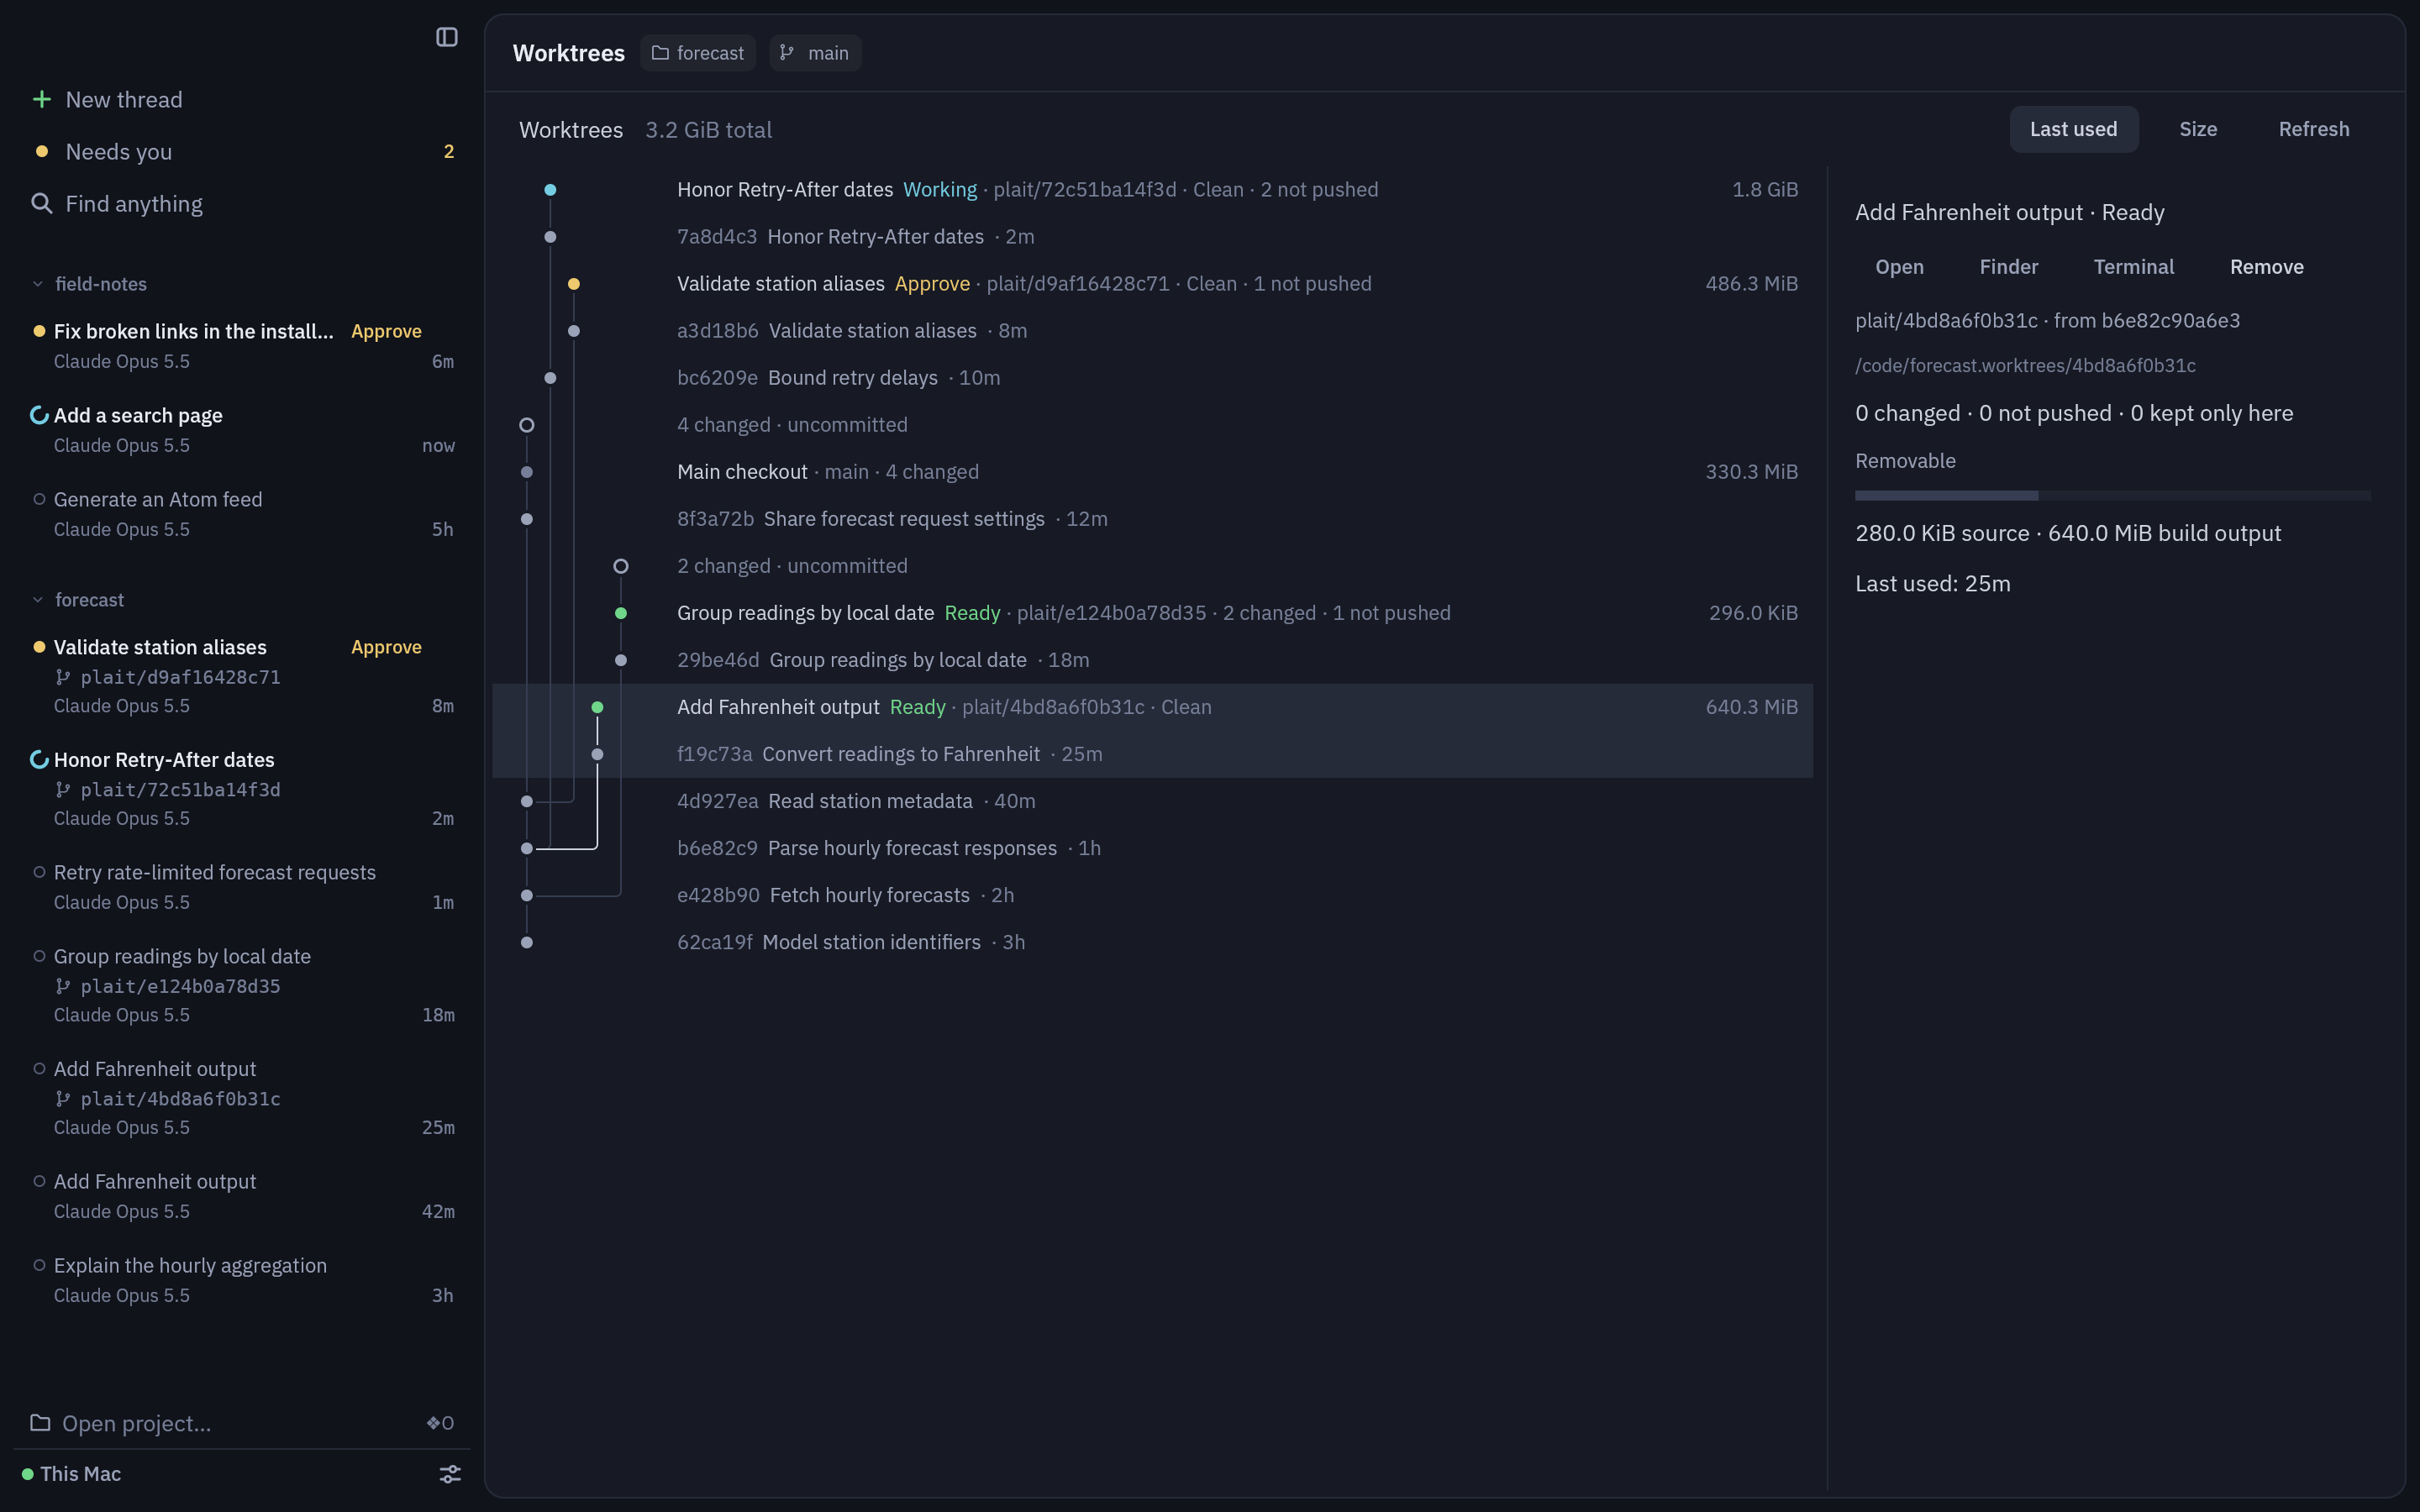 New thread
Needs you 2
Find anything
field-notes
Fix broken links in the install... Approve
Claude Opus 5.5 6m
Add a search page
Claude Opus 5.5 now
Generate an Atom feed
Claude Opus 5.5 5h
forecast
Validate station aliases Approve
plait/d9af16428c71
Claude Opus 5.5 8m
Honor Retry-After dates
plait/72c51ba14f3d
Claude Opus 5.5 2m
Retry rate-limited forecast requests
Claude Opus 5.5 1m
Group readings by local date
plait/e124b0a78d35
Claude Opus 5.5 18m
Add Fahrenheit output
plait/4bd8a6f0b31c
Claude Opus 5.5 25m
Add Fahrenheit output
Claude Opus 5.5 42m
Explain the hourly aggregation
Claude Opus 5.5 3h
Open project... ❖O
This Mac
Worktrees forecast main
Worktrees 3.2 GiB total Last used Size Refresh
Honor Retry-After dates Working · plait/72c51ba14f3d · Clean · 2 not pushed 1.8 GiB
7a8d4c3 Honor Retry-After dates · 2m
Validate station aliases Approve · plait/d9af16428c71 · Clean · 1 not pushed 486.3 MiB
a3d18b6 Validate station aliases · 8m
bc6209e Bound retry delays · 10m
4 changed · uncommitted
Main checkout · main · 4 changed 330.3 MiB
8f3a72b Share forecast request settings · 12m
2 changed · uncommitted
Group readings by local date Ready · plait/e124b0a78d35 · 2 changed · 1 not pushed 296.0 KiB
29be46d Group readings by local date · 18m
Add Fahrenheit output Ready · plait/4bd8a6f0b31c · Clean 640.3 MiB
f19c73a Convert readings to Fahrenheit · 25m
4d927ea Read station metadata · 40m
b6e82c9 Parse hourly forecast responses · 1h
e428b90 Fetch hourly forecasts · 2h
62ca19f Model station identifiers · 3h
Add Fahrenheit output · Ready
Open Finder Terminal Remove
plait/4bd8a6f0b31c · from b6e82c90a6e3
/code/forecast.worktrees/4bd8a6f0b31c
0 changed · 0 not pushed · 0 kept only here
Removable
280.0 KiB source · 640.0 MiB build output
Last used: 25m